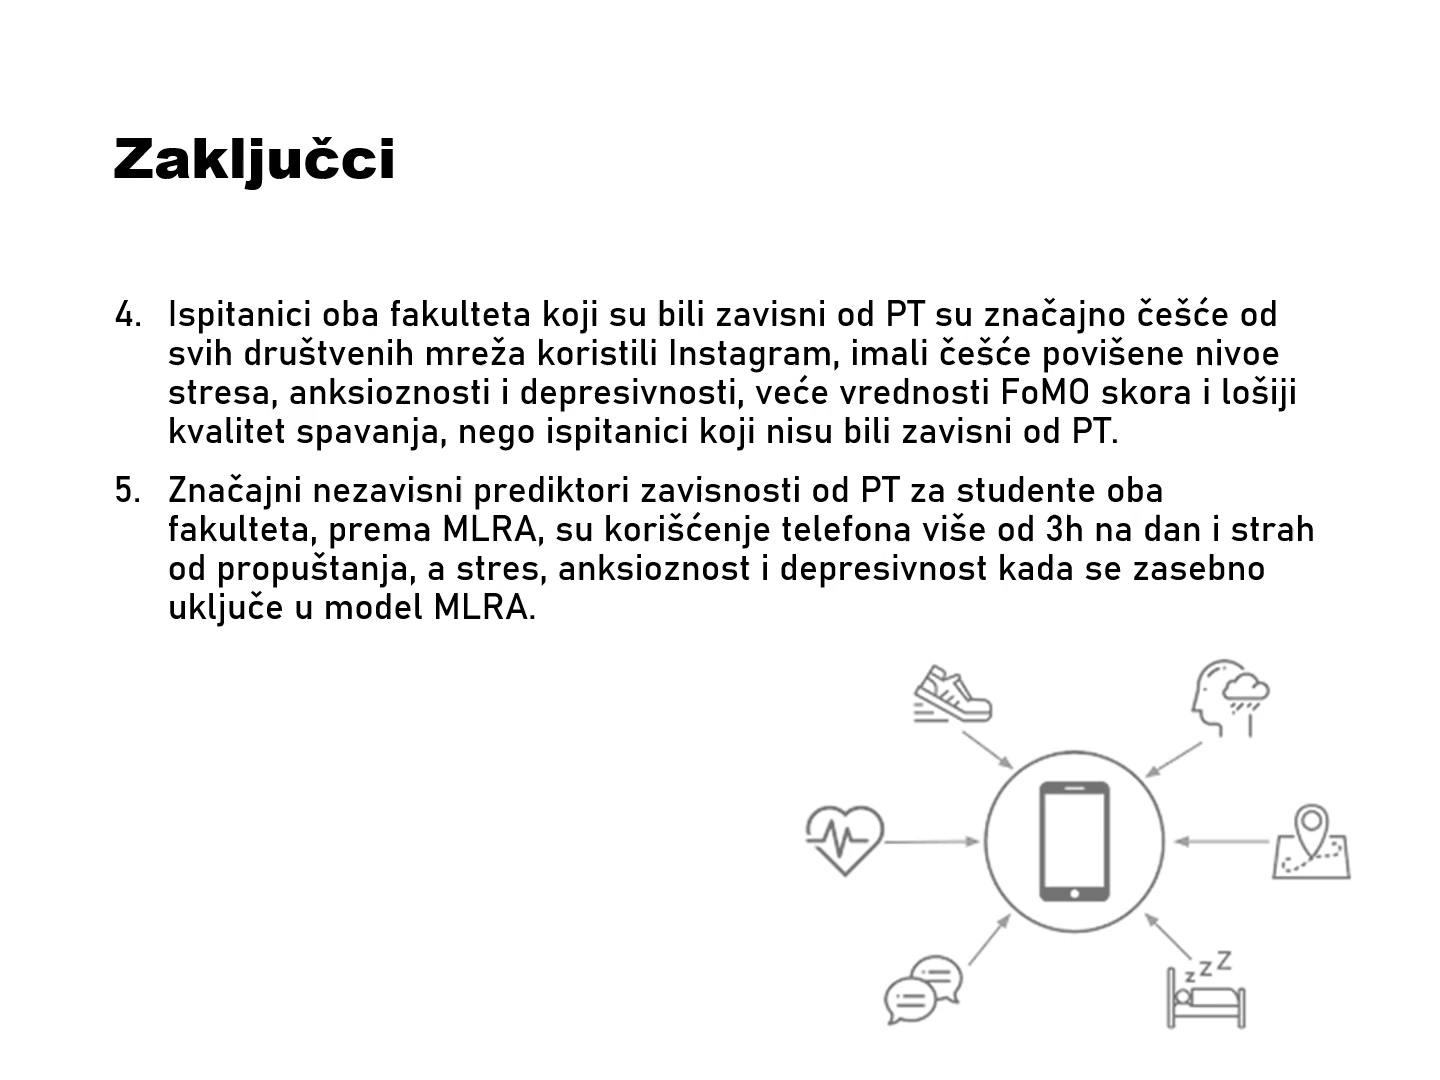 Zaključci
4. Ispitanici oba fakulteta koji su bili zavisni od PT su značajno češće od
svih društvenih mreža koristili Instagram, imali češće povišene nivoe
stresa, anksioznosti i depresivnosti, veće vrednosti FoMO skora i lošiji
kvalitet spavanja, nego ispitanici koji nisu bili zavisni od PT.
5. Značajni nezavisni prediktori zavisnosti od PT za studente oba
fakulteta, prema MLRA, su korišćenje telefona više od 3h na dan i strah
od propuštanja, a stres, anksioznost i depresivnost kada se zasebno
uključe u model MLRA.
z z Z